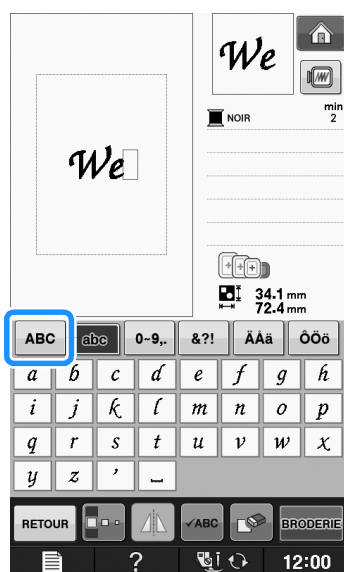 We
We
min
NOIR 2
34.1 mm
72.4 mm
ABC abc 0~9,. &?! ÄÅä ÔÖö
a b c d e f g h
i j k l m n o p
q r s t u v w x
y z ' ⎵
RETOUR ✓ABC BRODERIE
? 12:00